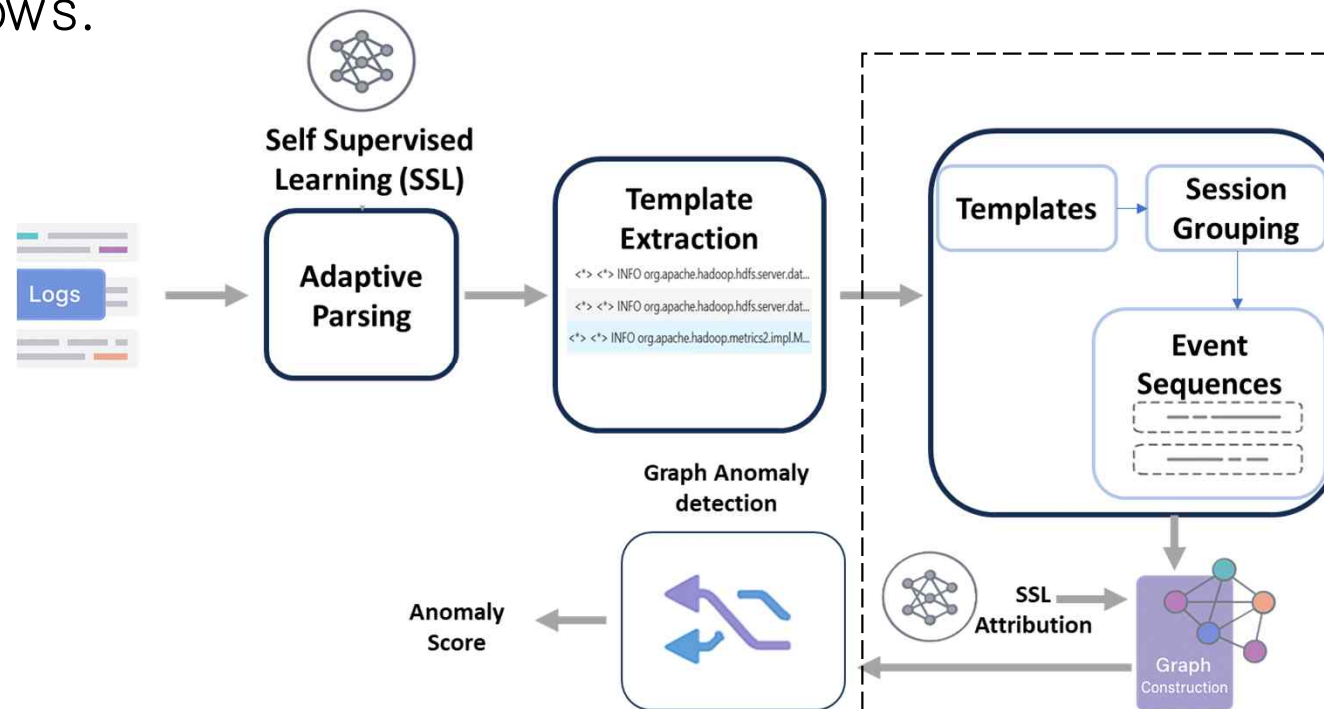 ows.
Self Supervised
Learning (SSL)
Logs
Adaptive
Parsing
Template
Extraction
<*> <*> INFO org.apache.hadoop.hdfs.server.dat...
<*> <*> INFO org.apache.hadoop.hdfs.server.dat...
<*> <*> INFO org.apache.hadoop.metrics2.impl.M...
Templates
Session
Grouping
Event
Sequences
Graph Anomaly
detection
Anomaly
Score
SSL
Attribution
Graph
Construction